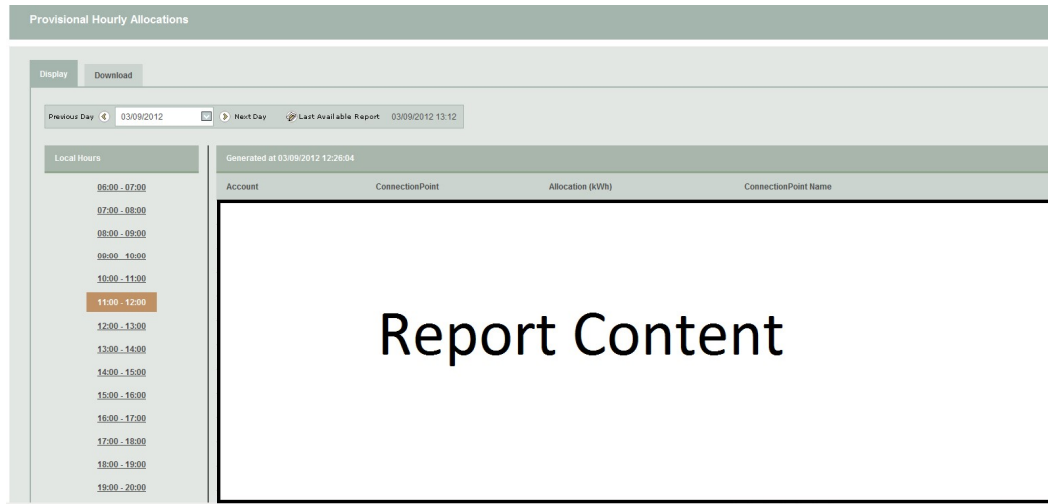 Provisional Hourly Allocations
Display Download
Previous Day 03/09/2012 Next Day Last Available Report 03/09/2012 13:12
Local Hours
06:00 - 07:00
07:00 - 08:00
08:00 - 09:00
09:00 10:00
10:00 - 11:00
11:00 - 12:00
12:00 - 13:00
13:00 - 14:00
14:00 - 15:00
15:00 - 16:00
16:00 - 17:00
17:00 - 18:00
18:00 - 19:00
19:00 - 20:00
Generated at 03/09/2012 12:26:04
Account ConnectionPoint Allocation (kWh) ConnectionPoint Name
Report Content